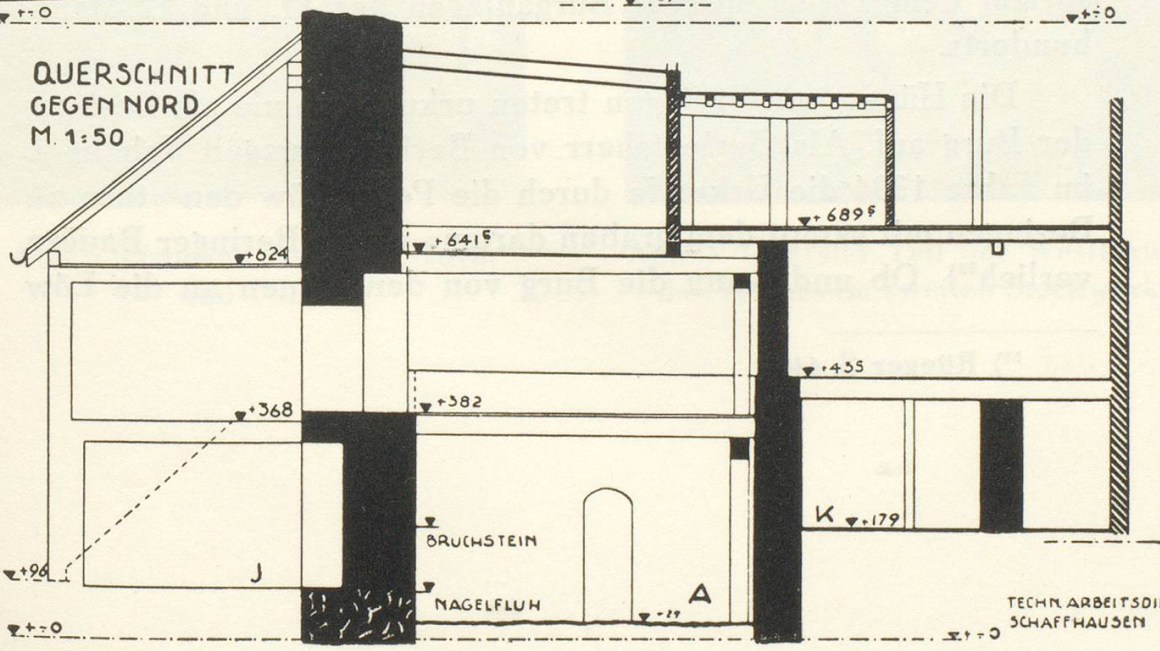 +-÷0
+-÷0
QUERSCHNITT
GEGEN NORD
M. 1:50
+689⁵
+641⁵
+624
+435
+382
+368
K
+179
BRUCHSTEIN
+96
J
NAGELFLUH
A
TECHN. ARBEITSDI
SCHAFFHAUSEN
+-÷0
+-÷0